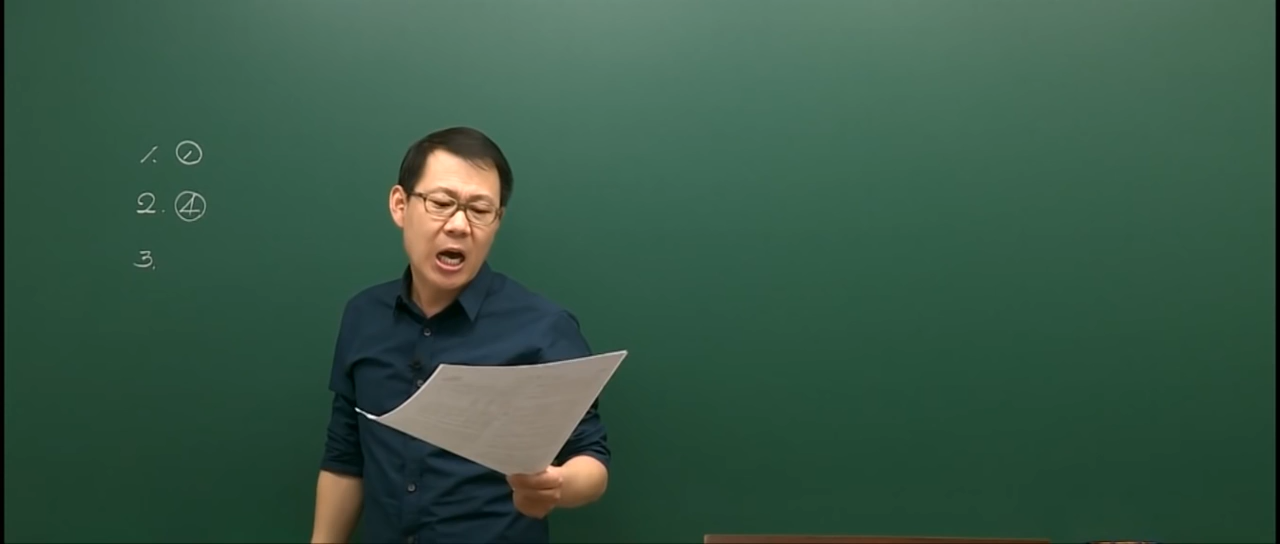 1. ①
2. ④
3.